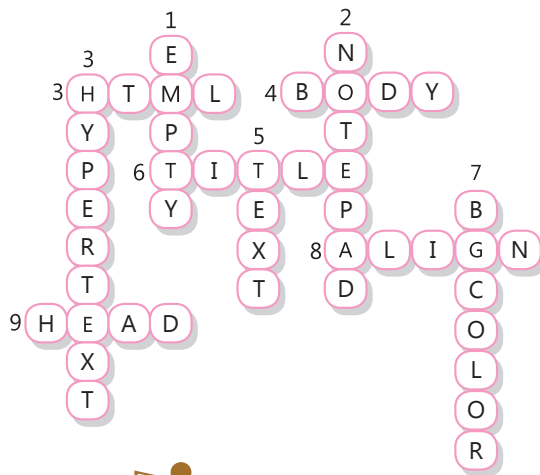 1 2
E N
3
3 H T M L 4 B O D Y
Y P T
5
P 6 T I T L E 7
E Y E P B
R X 8 A L I G N
T T D C
9 H E A D O
X L
T O
R